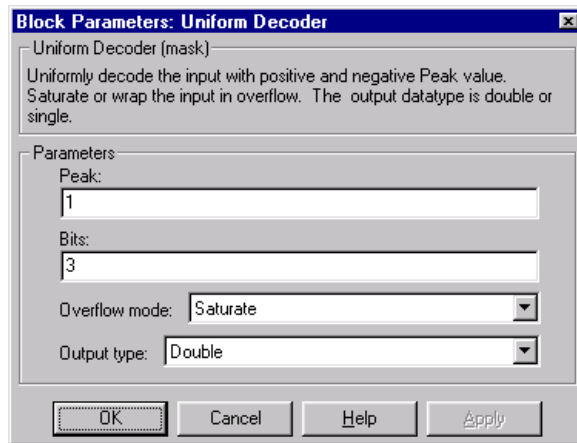 Block Parameters: Uniform Decoder
Uniform Decoder (mask)
Uniformly decode the input with positive and negative Peak value.
Saturate or wrap the input in overflow.  The  output datatype is double or
single.
Parameters
Peak:
1
Bits:
3
Overflow mode: Saturate
Output type: Double
OK Cancel Help Apply